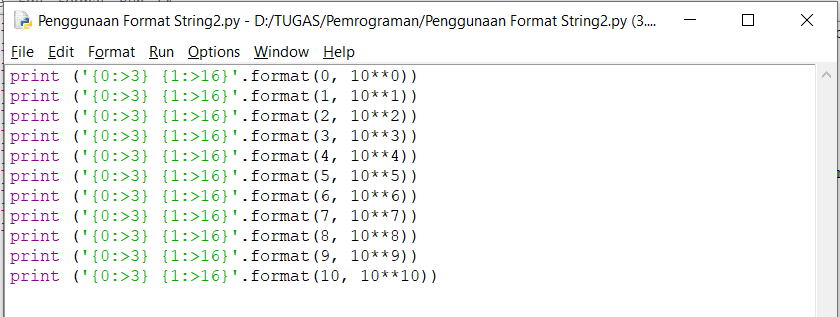 Penggunaan Format String2.py - D:/TUGAS/Pemrograman/Penggunaan Format String2.py (3....
File Edit Format Run Options Window Help
print ('{0:>3} {1:>16}'.format(0, 10**0))
print ('{0:>3} {1:>16}'.format(1, 10**1))
print ('{0:>3} {1:>16}'.format(2, 10**2))
print ('{0:>3} {1:>16}'.format(3, 10**3))
print ('{0:>3} {1:>16}'.format(4, 10**4))
print ('{0:>3} {1:>16}'.format(5, 10**5))
print ('{0:>3} {1:>16}'.format(6, 10**6))
print ('{0:>3} {1:>16}'.format(7, 10**7))
print ('{0:>3} {1:>16}'.format(8, 10**8))
print ('{0:>3} {1:>16}'.format(9, 10**9))
print ('{0:>3} {1:>16}'.format(10, 10**10))